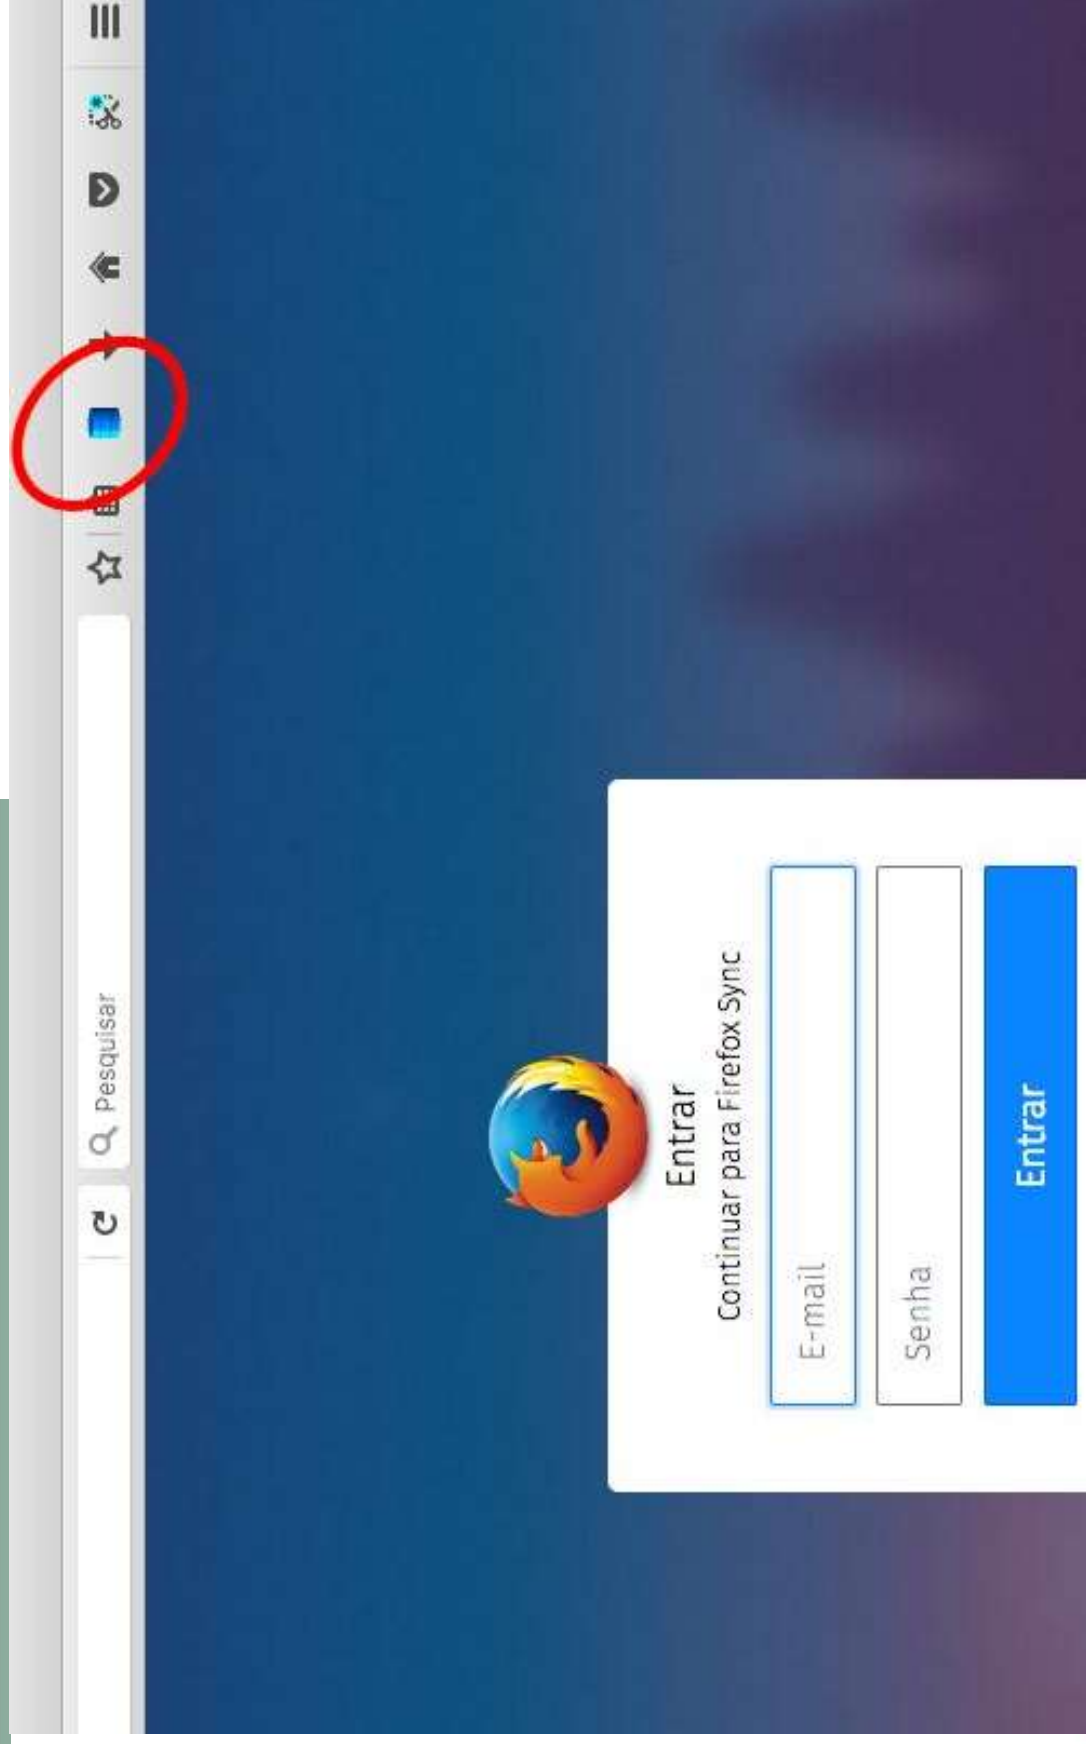 Pesquisar
Entrar
Continuar para Firefox Sync
E-mail
Senha
Entrar